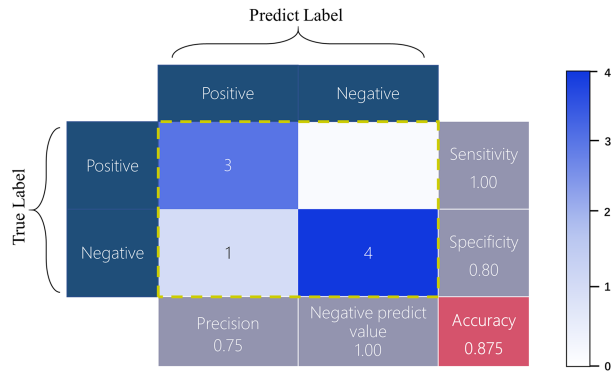 Predict Label
Positive
Negative
True Label
Positive
3
Sensitivity
1.00
Negative
1
4
Specificity
0.80
Precision
0.75
Negative predict
value
1.00
Accuracy
0.875
4
3
2
1
0